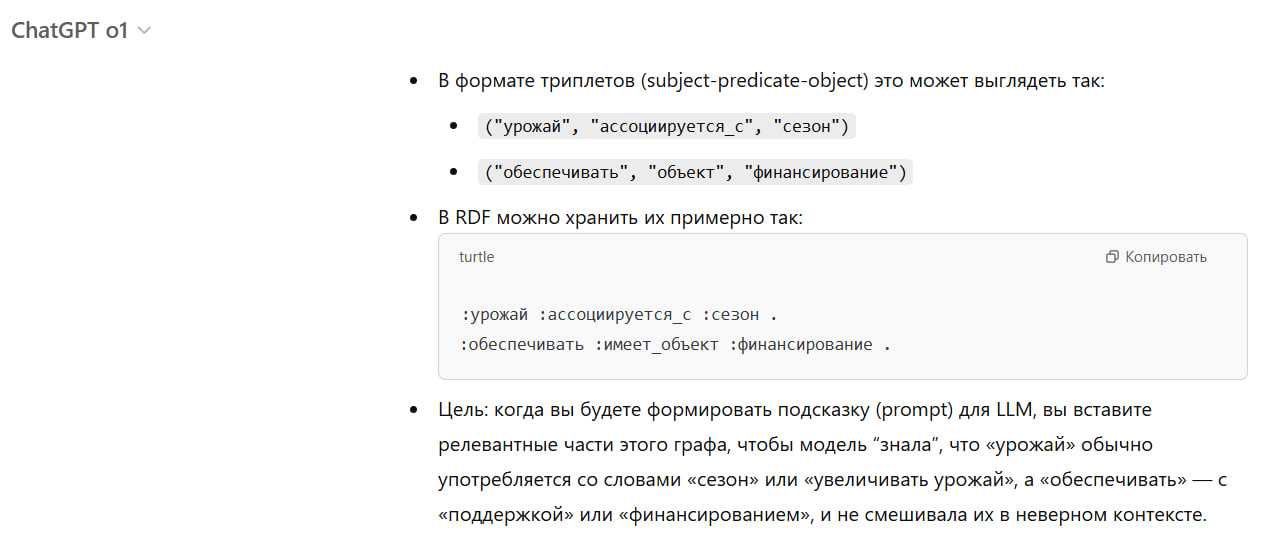 ChatGPT o1
В формате триплетов (subject-predicate-object) это может выглядеть так:
("урожай", "ассоциируется_с", "сезон")
("обеспечивать", "объект", "финансирование")
В RDF можно хранить их примерно так:
turtle
Копировать
:урожай :ассоциируется_с :сезон .
:обеспечивать :имеет_объект :финансирование .
Цель: когда вы будете формировать подсказку (prompt) для LLM, вы вставите
релевантные части этого графа, чтобы модель “знала”, что «урожай» обычно
употребляется со словами «сезон» или «увеличивать урожай», а «обеспечивать» — с
«поддержкой» или «финансированием», и не смешивала их в неверном контексте.